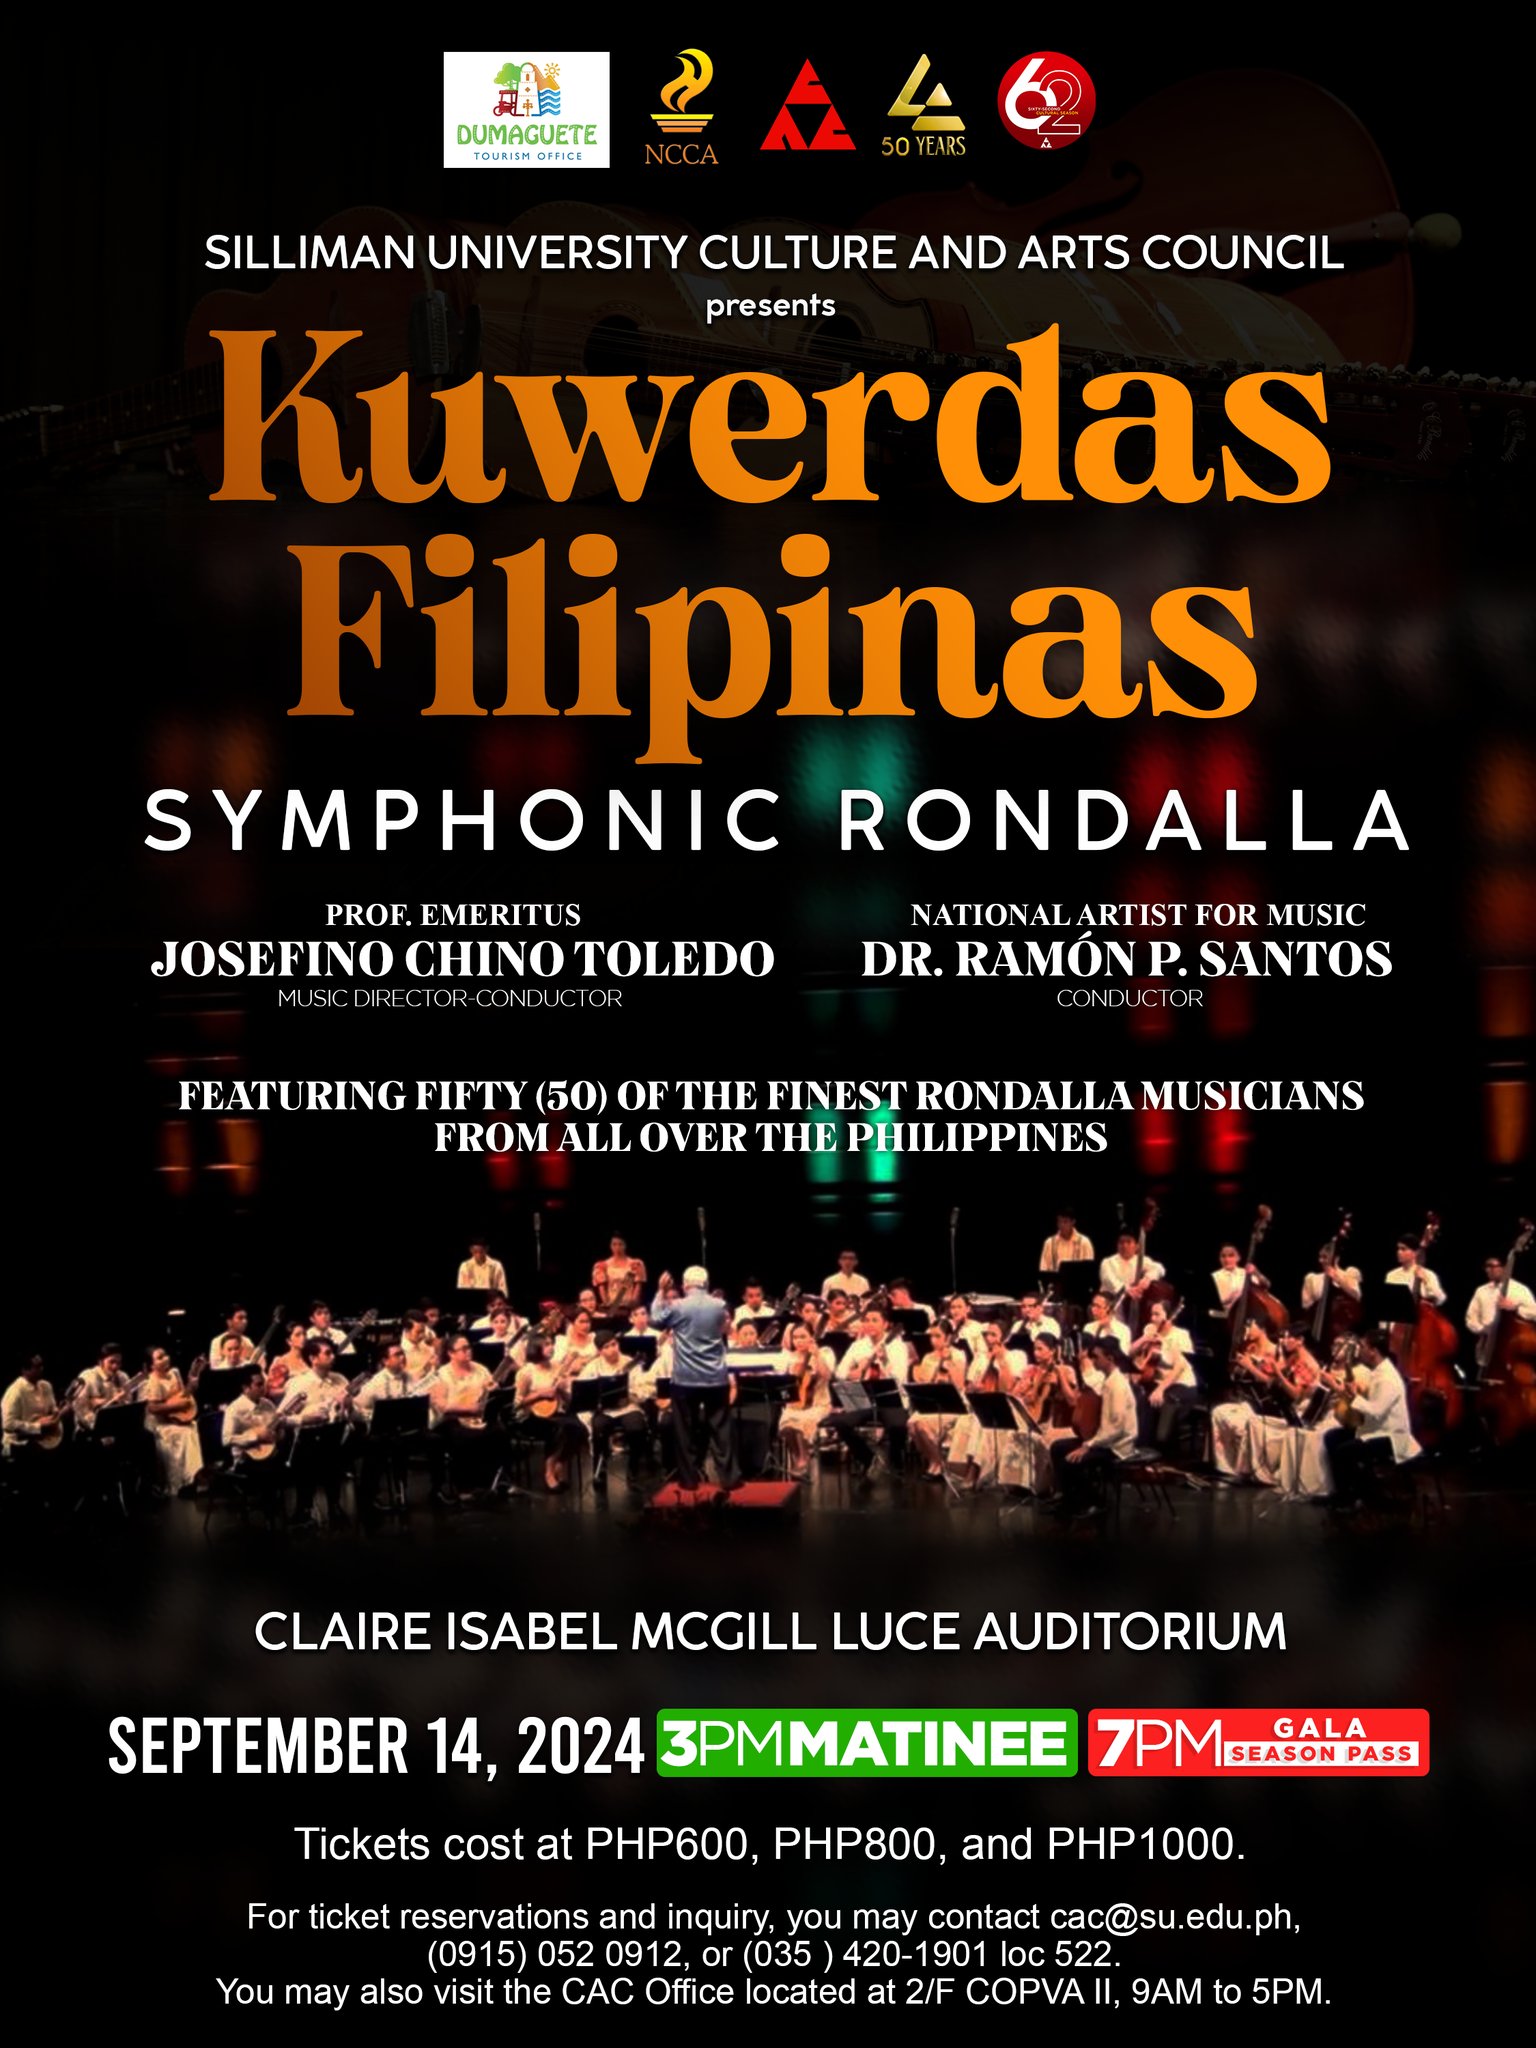 DUMAGUETE
TOURISM OFFICE
NCCA
50 YEARS
62
SIXTY-SECOND
CULTURAL SEASON
SILLIMAN UNIVERSITY CULTURE AND ARTS COUNCIL
presents
Kuwerdas
Filipinas
SYMPHONIC RONDALLA
PROF. EMERITUS
JOSEFINO CHINO TOLEDO
MUSIC DIRECTOR-CONDUCTOR
NATIONAL ARTIST FOR MUSIC
DR. RAMÓN P. SANTOS
CONDUCTOR
FEATURING FIFTY (50) OF THE FINEST RONDALLA MUSICIANS
FROM ALL OVER THE PHILIPPINES
CLAIRE ISABEL MCGILL LUCE AUDITORIUM
SEPTEMBER 14, 2024 3PM MATINEE 7PM GALA
SEASON PASS
Tickets cost at PHP600, PHP800, and PHP1000.
For ticket reservations and inquiry, you may contact cac@su.edu.ph,
(0915) 052 0912, or (035 ) 420-1901 loc 522.
You may also visit the CAC Office located at 2/F COPVA II, 9AM to 5PM.